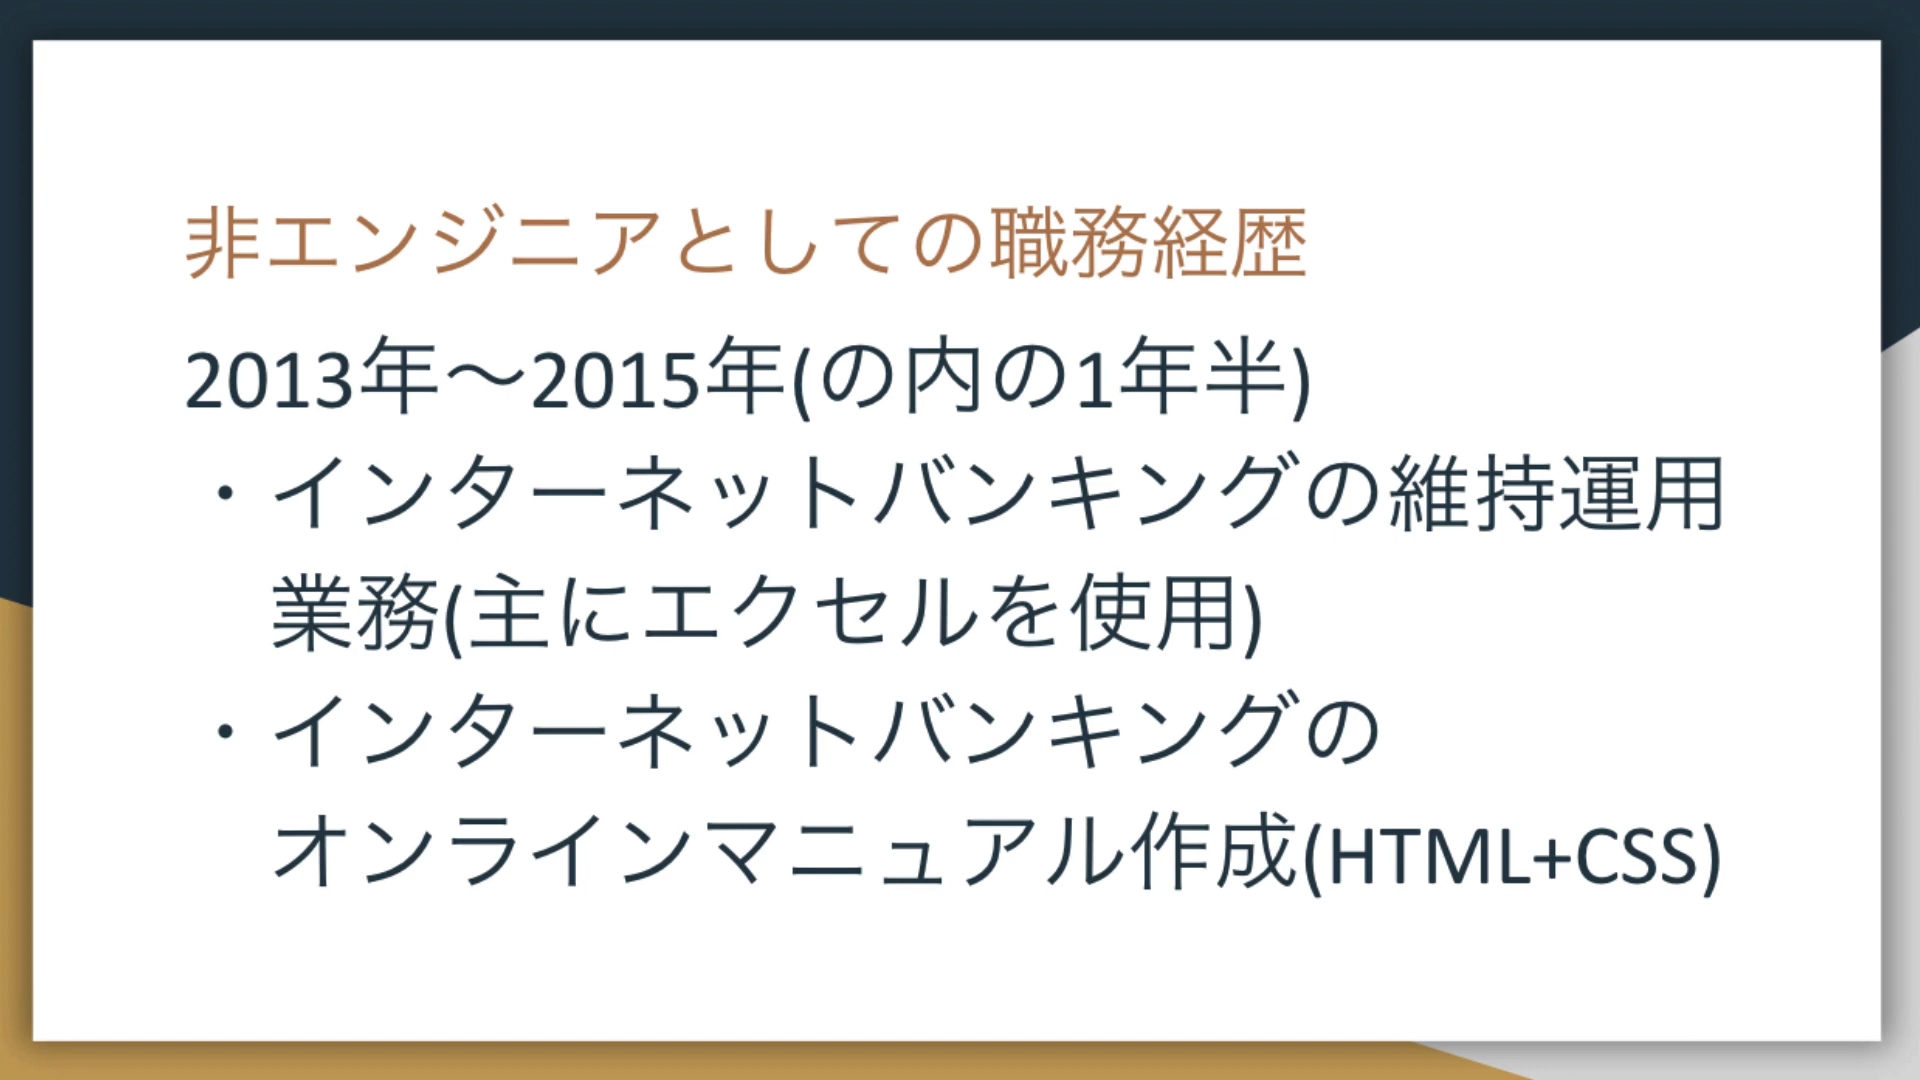 非エンジニアとしての職務経歴
2013年〜2015年(の内の1年半)
・インターネットバンキングの維持運用
業務(主にエクセルを使用)
・インターネットバンキングの
オンラインマニュアル作成(HTML+CSS)